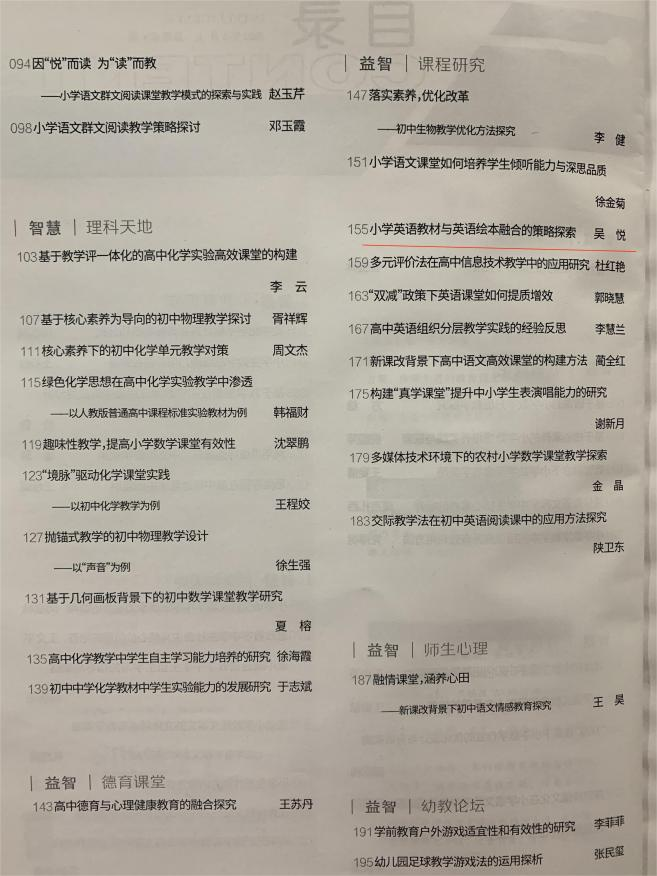 094因“悦”而读 为“读”而教
——小学语文群文阅读课堂教学模式的探索与实践 赵玉芹
098小学语文群文阅读教学策略探讨 邓玉霞
智慧 | 理科天地
103基于教学评一体化的高中化学实验高效课堂的构建
李 云
107基于核心素养为导向的初中物理教学探讨 胥祥辉
111核心素养下的初中化学单元教学对策 周文杰
115绿色化学思想在高中化学实验教学中渗透
——以人教版普通高中课程标准实验教材为例 韩福财
119趣味性教学,提高小学数学课堂有效性 沈翠鹏
123“境脉”驱动化学课堂实践
——以初中化学教学为例 王程姣
127抛锚式教学的初中物理教学设计
——以“声音”为例 徐生强
131基于几何画板背景下的初中数学课堂教学研究
夏 榕
135高中化学教学中学生自主学习能力培养的研究 徐海霞
139初中中学化学教材中学生实验能力的发展研究 于志斌
益智 | 德育课堂
143高中德育与心理健康教育的融合探究 王苏丹
目录
益智 | 课程研究
147落实素养,优化改革
——初中生物教学优化方法探究 李 健
151小学语文课堂如何培养学生倾听能力与深思品质
徐金菊
155小学英语教材与英语绘本融合的策略探索 吴 悦
159多元评价法在高中信息技术教学中的应用研究 杜红艳
163“双减”政策下英语课堂如何提质增效 郭晓慧
167高中英语组织分层教学实践的经验反思 李慧兰
171新课改背景下高中语文高效课堂的构建方法 蔺全红
175构建“真学课堂”提升中小学生表演唱能力的研究
谢新月
179多媒体技术环境下的农村小学数学课堂教学探索
金 晶
183交际教学法在初中英语阅读课中的应用方法探究
陕卫东
益智 | 师生心理
187融情课堂,涵养心田
——新课改背景下初中语文情感教育探究 王 昊
益智 | 幼教论坛
191学前教育户外游戏适宜性和有效性的研究 李菲菲
195幼儿园足球教学游戏法的运用探析 张民玺